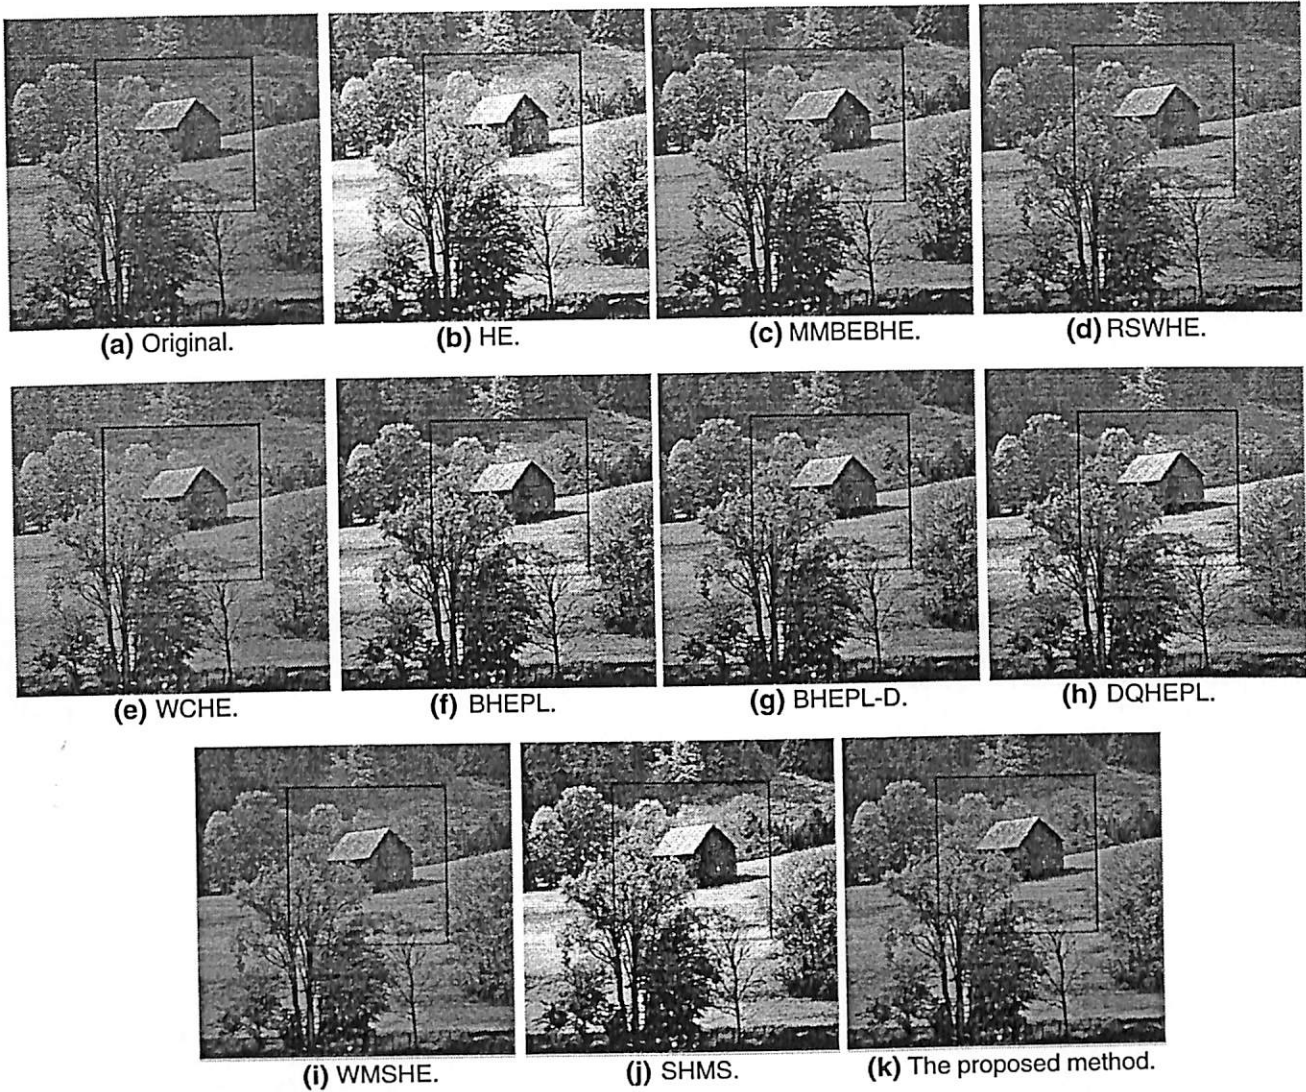 (a) Original.
(b) HE.
(c) MMBEBHE.
(d) RSWHE.
(e) WCHE.
(f) BHEPL.
(g) BHEPL-D.
(h) DQHEPL.
(i) WMSHE.
(j) SHMS.
(k) The proposed method.